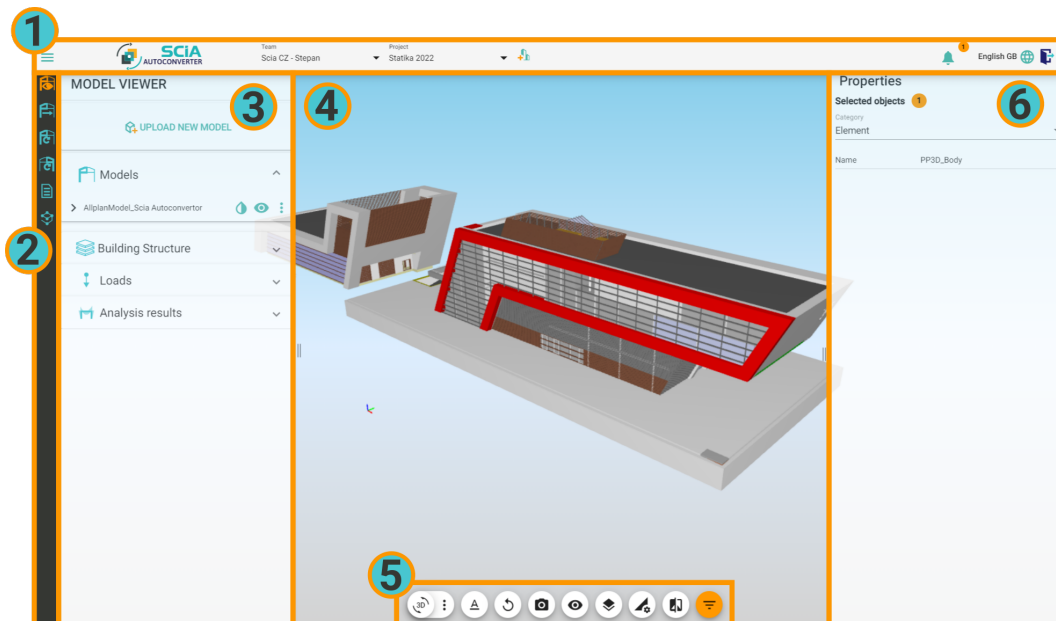 1
SCiA
AUTOCONVERTER
Team
Scia CZ - Stepan
Project
Statika 2022
1
English GB
2
MODEL VIEWER
3
UPLOAD NEW MODEL
Models
AllplanModel_Scia Autoconvertor
Building Structure
Loads
Analysis results
4
5
3D
A
Properties
6
Selected objects 1
Category
Element
Name PP3D_Body